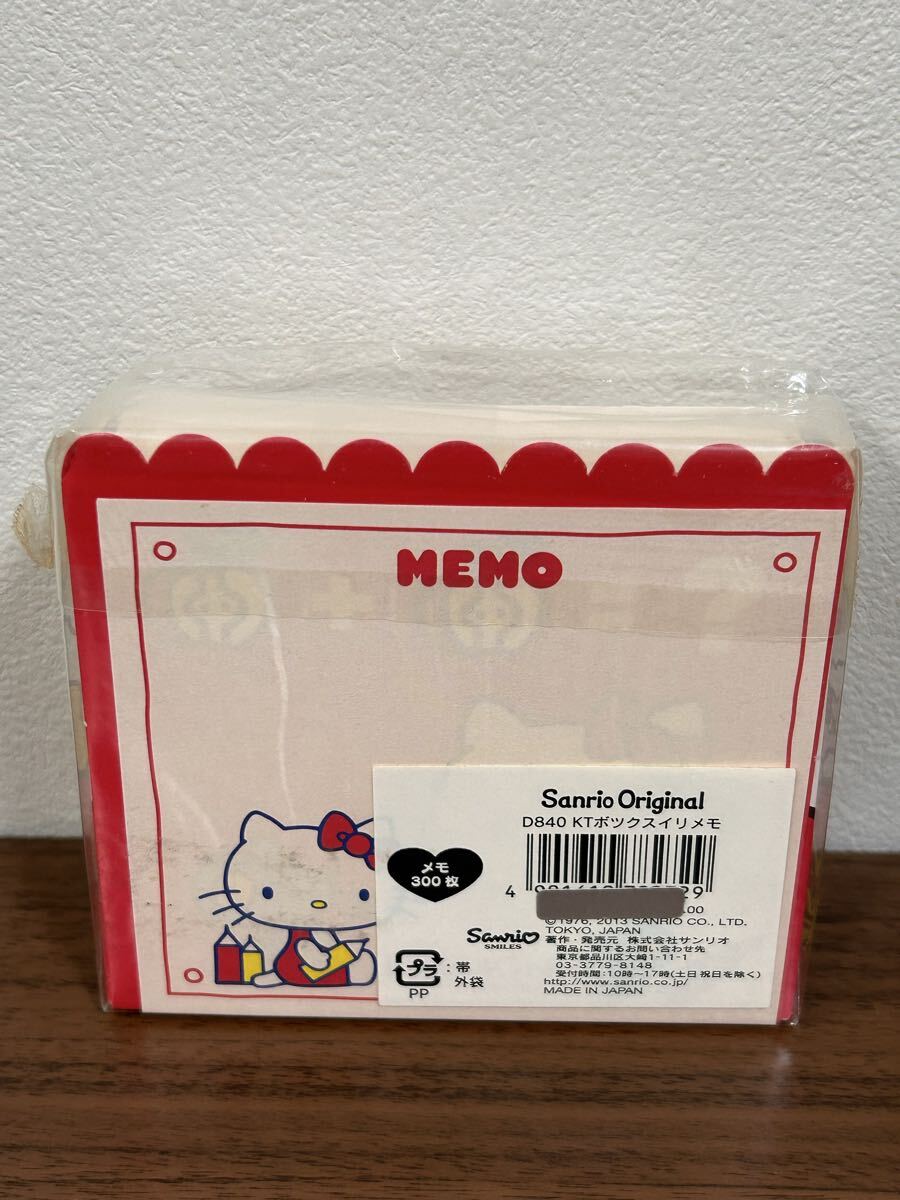 MEMO
Sanrio Original
D840 KTボックスイリメモ
メモ
300枚
4
29
.00
©1976, 2013 SANRIO CO., LTD.
TOKYO, JAPAN
Sanrio
SMILES
著作・発売元 株式会社サンリオ
商品に関するお問い合わせ先
東京都品川区大崎1-11-1
03-3779-8148
受付時間:10時〜17時(土日祝日を除く)
http://www.sanrio.co.jp/
MADE IN JAPAN
プラ
:帯
外袋
PP